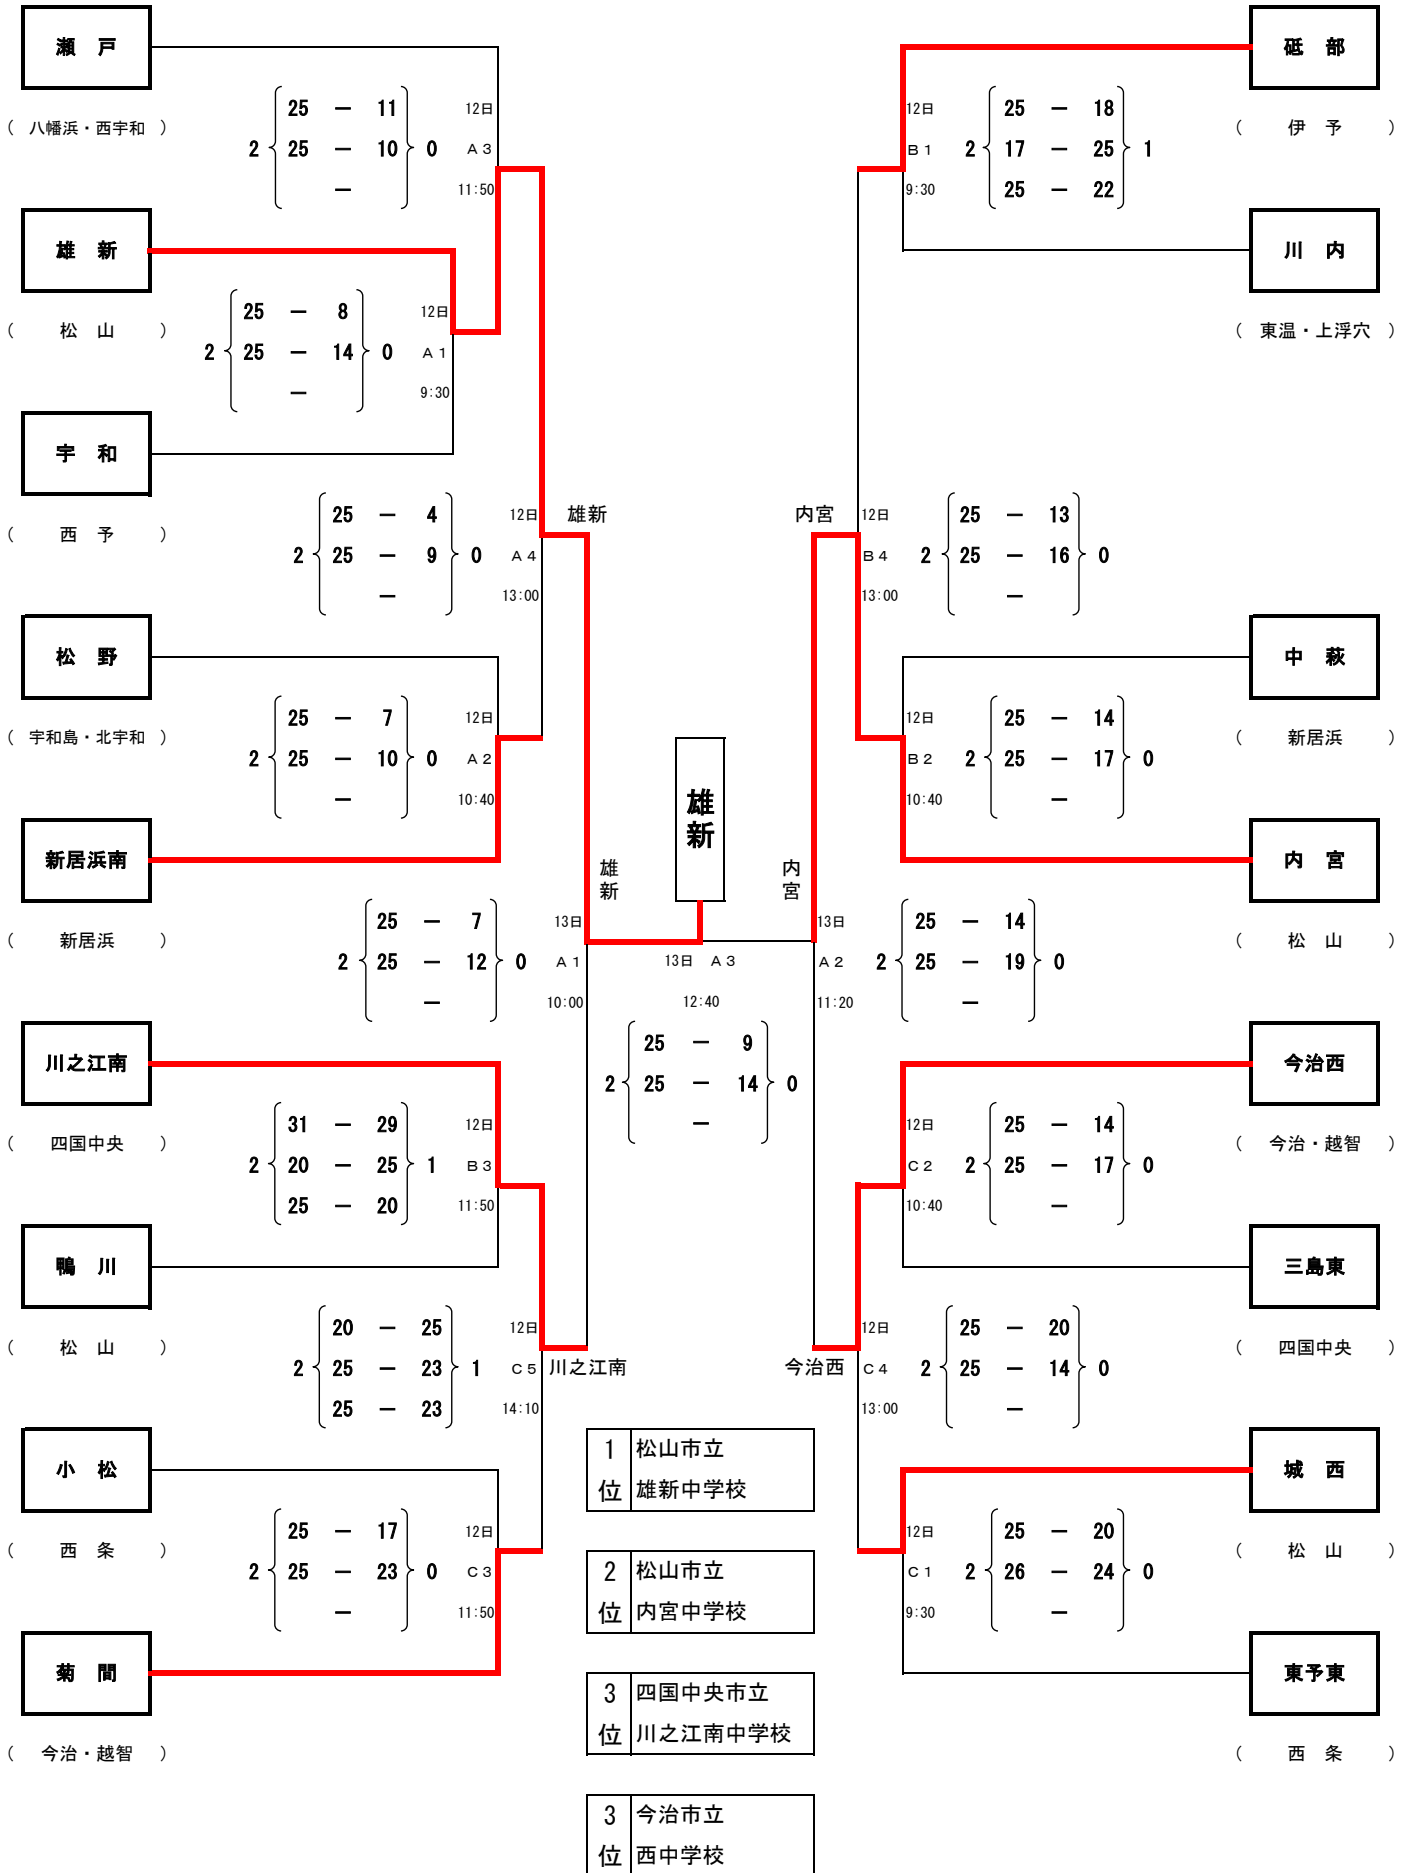 瀬 戸
( 八幡浜・西宇和 )
25 － 11
2 25 － 10 0
－
12日
A 3
11:50
雄 新
( 松 山 )
25 － 8
2 25 － 14 0
－
12日
A 1
9:30
宇 和
( 西 予 )
25 － 4
2 25 － 9 0
－
12日
A 4
13:00
雄新
松 野
( 宇和島・北宇和 )
25 － 7
2 25 － 10 0
－
12日
A 2
10:40
新居浜南
( 新居浜 )
25 － 7
2 25 － 12 0
－
13日
A 1
10:00
雄新
川之江南
( 四国中央 )
31 － 29
2 20 － 25 1
25 － 20
12日
B 3
11:50
鴨 川
( 松 山 )
20 － 25
2 25 － 23 1
25 － 23
12日
C 5
14:10
川之江南
小 松
( 西 条 )
25 － 17
2 25 － 23 0
－
12日
C 3
11:50
菊 間
( 今治・越智 )
雄新
13日 A 3
12:40
25 － 9
2 25 － 14 0
－
砥 部
( 伊 予 )
12日
B 1
9:30
25 － 18
2 17 － 25 1
25 － 22
川 内
( 東温・上浮穴 )
内宮
12日
B 4
13:00
25 － 13
2 25 － 16 0
－
中 萩
( 新居浜 )
12日
B 2
10:40
25 － 14
2 25 － 17 0
－
内 宮
( 松 山 )
内宮
13日
A 2
11:20
25 － 14
2 25 － 19 0
－
今治西
( 今治・越智 )
12日
C 2
10:40
25 － 14
2 25 － 17 0
－
三島東
( 四国中央 )
今治西
12日
C 4
13:00
25 － 20
2 25 － 14 0
－
城 西
( 松 山 )
12日
C 1
9:30
25 － 20
2 26 － 24 0
－
東予東
( 西 条 )
1 松山市立
位 雄新中学校
2 松山市立
位 内宮中学校
3 四国中央市立
位 川之江南中学校
3 今治市立
位 西中学校